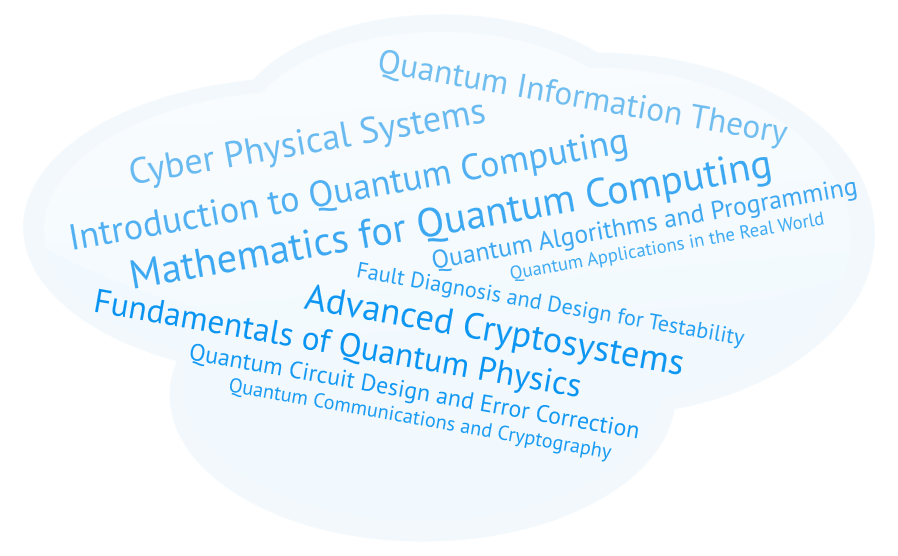 Quantum Information Theory
Cyber Physical Systems
Introduction to Quantum Computing
Mathematics for Quantum Computing
Quantum Algorithms and Programming
Quantum Applications in the Real World
Fault Diagnosis and Design for Testability
Advanced Cryptosystems
Fundamentals of Quantum Physics
Quantum Circuit Design and Error Correction
Quantum Communications and Cryptography